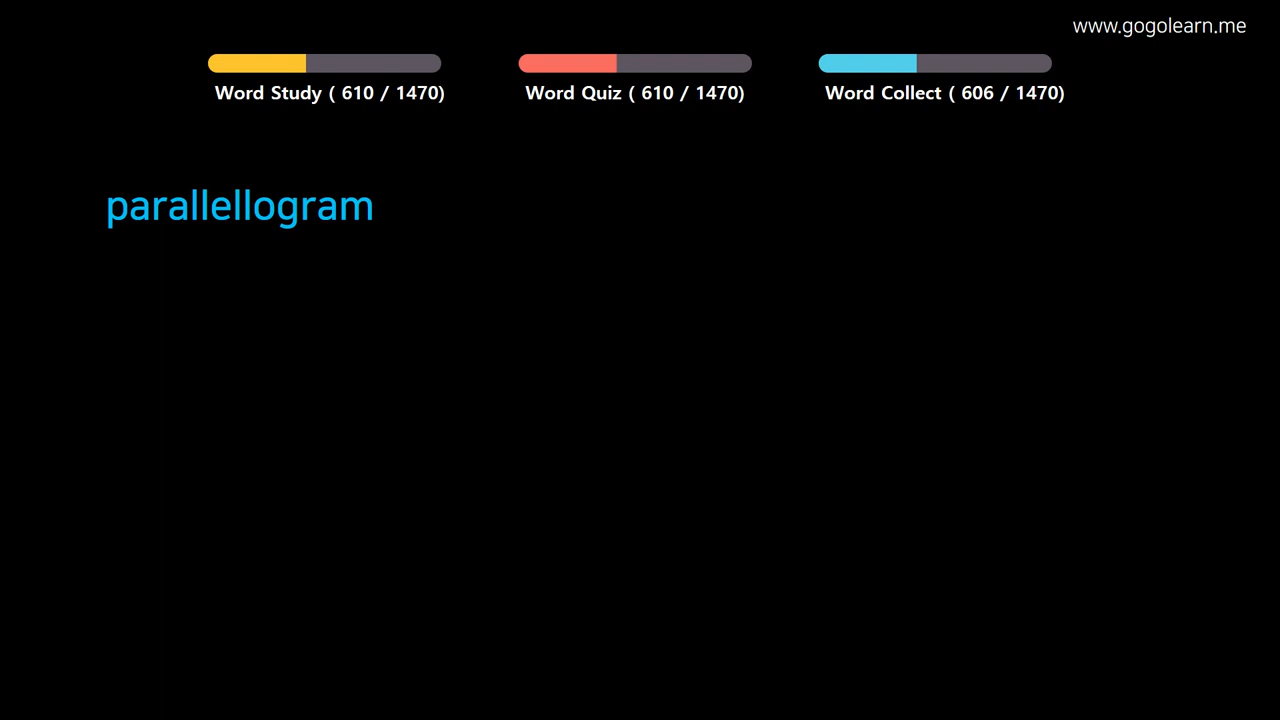 www.gogolearn.me
Word Study ( 610 / 1470)
Word Quiz ( 610 / 1470)
Word Collect ( 606 / 1470)
parallellogram